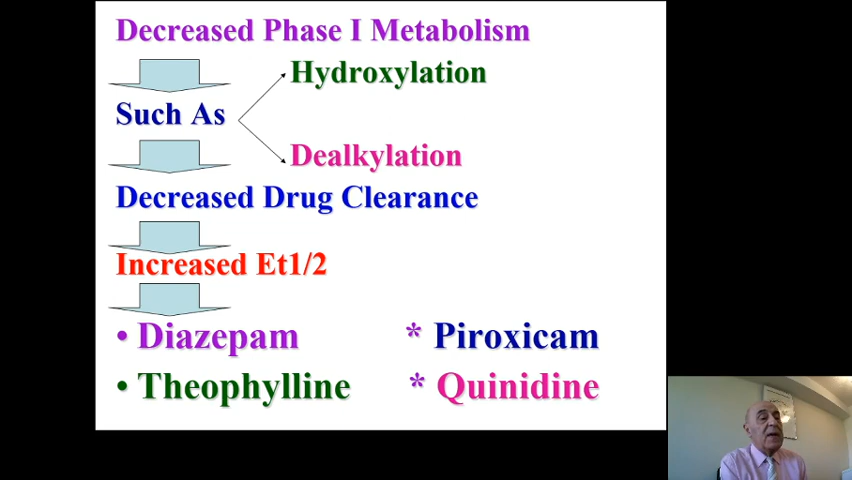 Decreased Phase I Metabolism
Hydroxylation
Such As
Dealkylation
Decreased Drug Clearance
Increased Et1/2
• Diazepam * Piroxicam
• Theophylline * Quinidine